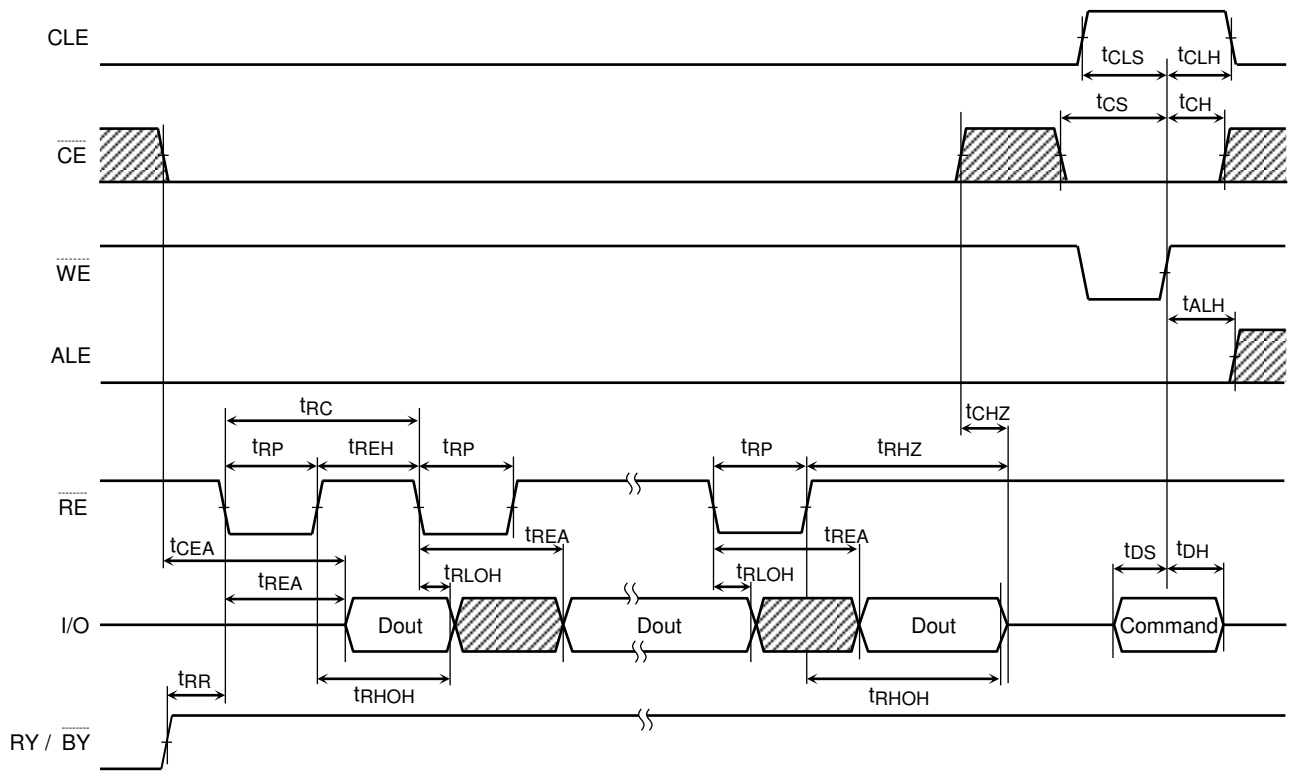 CLE
tCLS
tCLH
tCS
tCH
CE
WE
tALH
ALE
tRC
tCHZ
tRP
tREH
tRP
tRP
tRHZ
RE
tCEA
tREA
tREA
tDS
tDH
tREA
tRLOH
tRLOH
I/O
Dout
Dout
Dout
Command
tRR
tRHOH
tRHOH
RY / BY